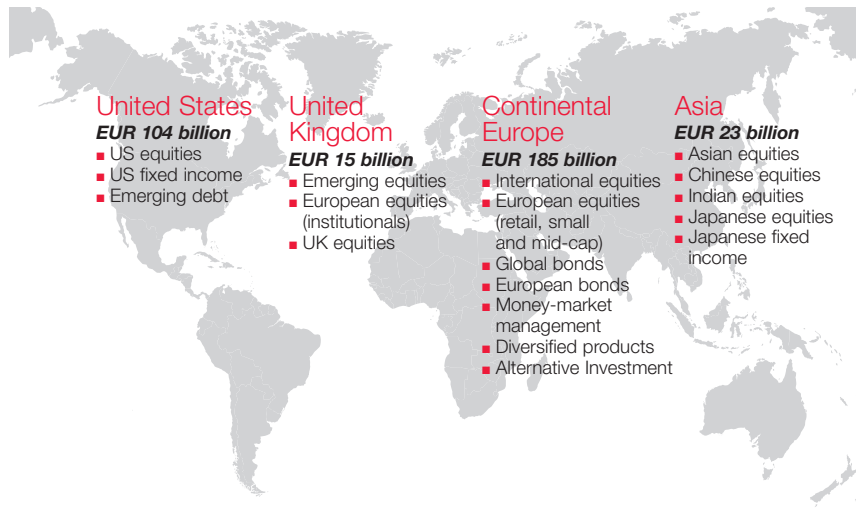 United States
EUR 104 billion
■ US equities
■ US fixed income
■ Emerging debt
United
Kingdom
EUR 15 billion
■ Emerging equities
■ European equities
(institutionals)
■ UK equities
Continental
Europe
EUR 185 billion
■ International equities
■ European equities
(retail, small
and mid-cap)
■ Global bonds
■ European bonds
■ Money-market
management
■ Diversified products
■ Alternative Investment
Asia
EUR 23 billion
■ Asian equities
■ Chinese equities
■ Indian equities
■ Japanese equities
■ Japanese fixed
income